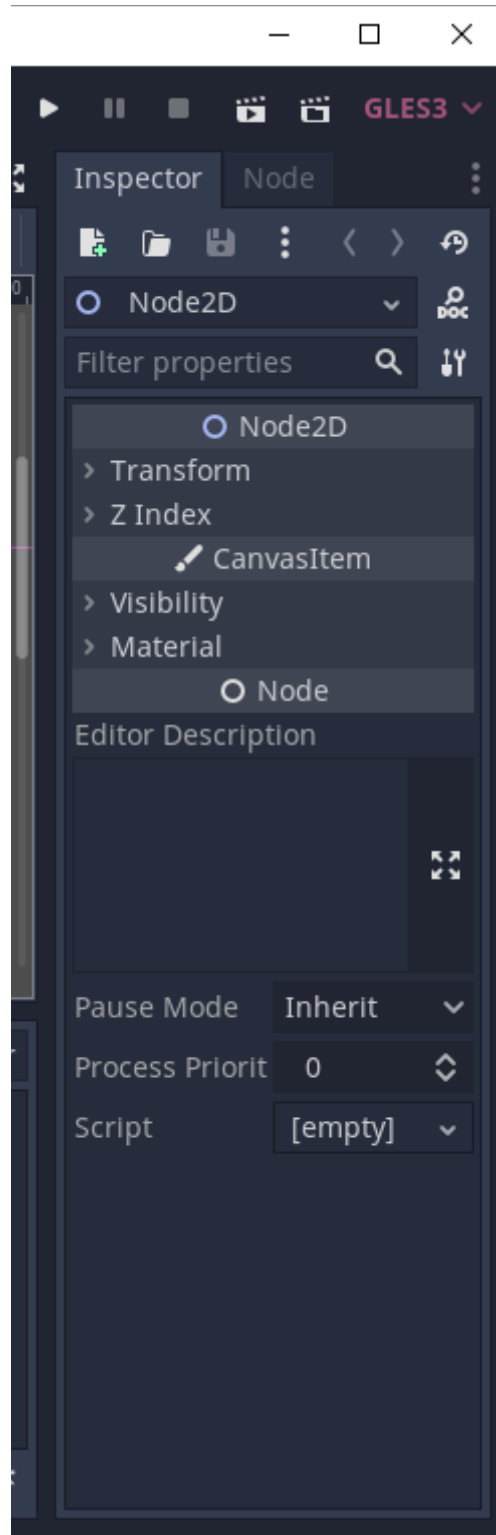 GLES3
Inspector Node
Node2D
DOC
Filter properties
Node2D
Transform
Z Index
CanvasItem
Visibility
Material
Node
Editor Description
Pause Mode Inherit
Process Priorit 0
Script [empty]